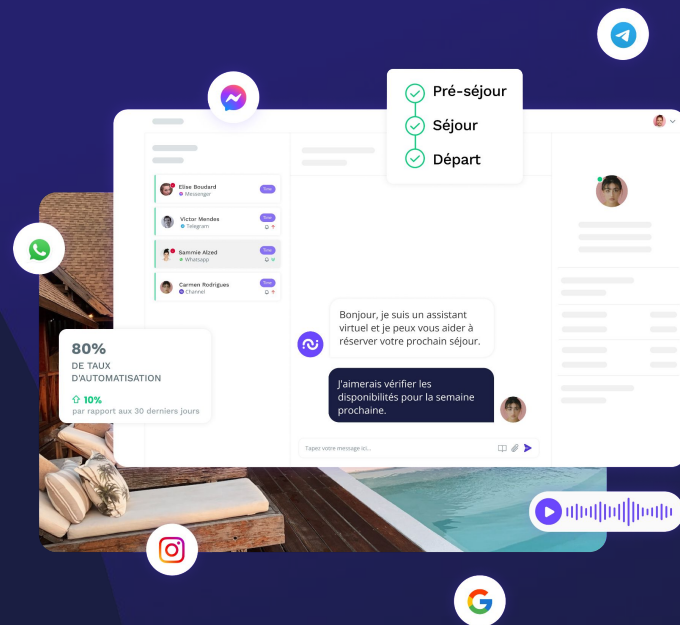 Pré-séjour
Séjour
Départ
Elise Boudard
Messenger
Victor Mendes
Telegram
Sammie Alzed
Whatsapp
Carmen Rodrigues
Channel
Bonjour, je suis un assistant
virtuel et je peux vous aider à
réserver votre prochain séjour.
80%
DE TAUX
D'AUTOMATISATION
10%
par rapport aux 30 derniers jours
J'aimerais vérifier les
disponibilités pour la semaine
prochaine.
Tapez votre message ici...